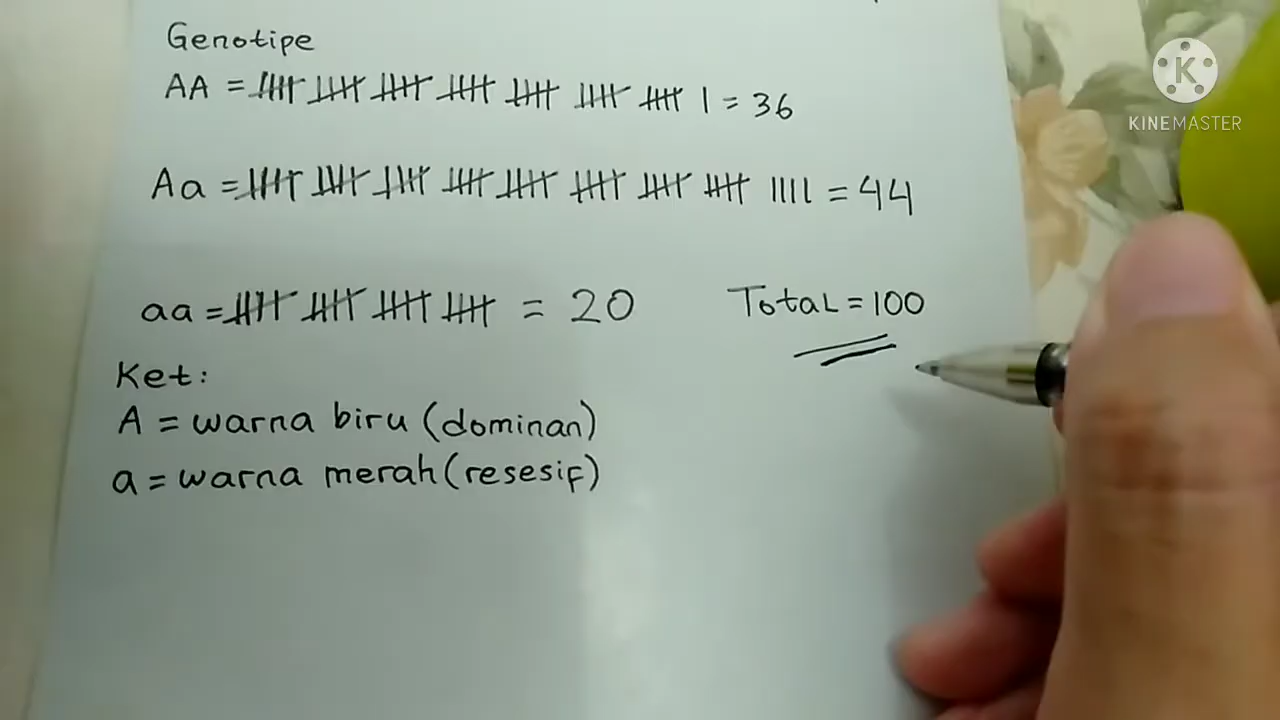 Genotipe
AA = 卌 卌 卌 卌 卌 卌 卌 | = 36
Aa = 卌 卌 卌 卌 卌 卌 卌 卌 |||| = 44
aa = 卌 卌 卌 卌 = 20
Total = 100
Ket:
A = warna biru (dominan)
a = warna merah (resesif)
K
KINEMASTER